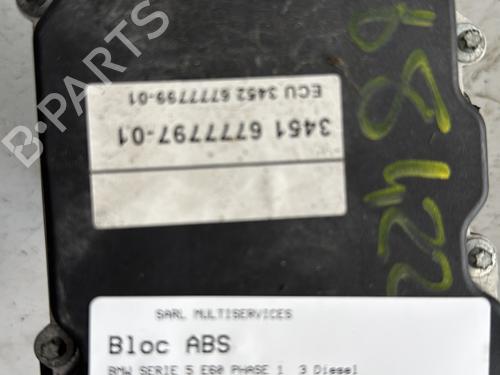 3451 6777797-01
ECU 3452 6777799-01
68422
SARL MULTISERVICES
Bloc ABS
BMW SERIE 5 E60 PHASE 1 3 Diesel